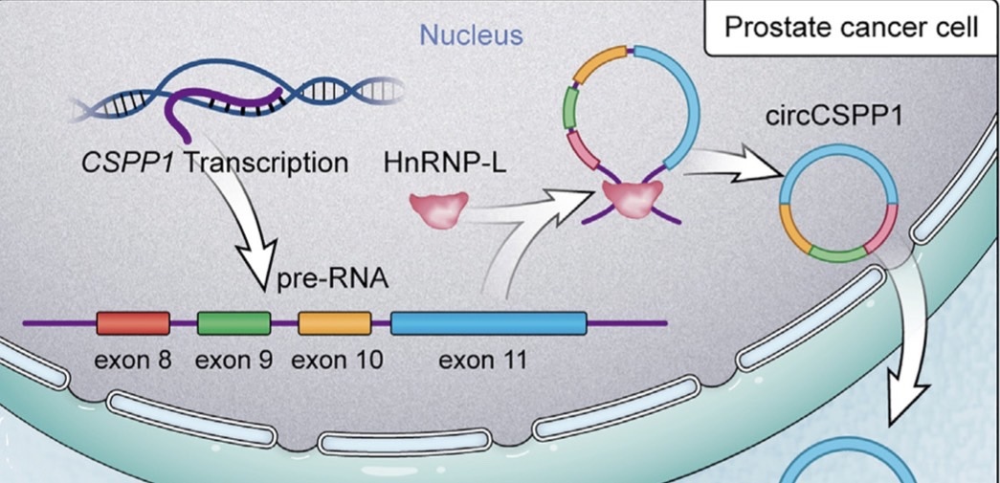 Nucleus
Prostate cancer cell
circCSPP1
CSPP1 Transcription
HnRNP-L
pre-RNA
exon 8
exon 9
exon 10
exon 11